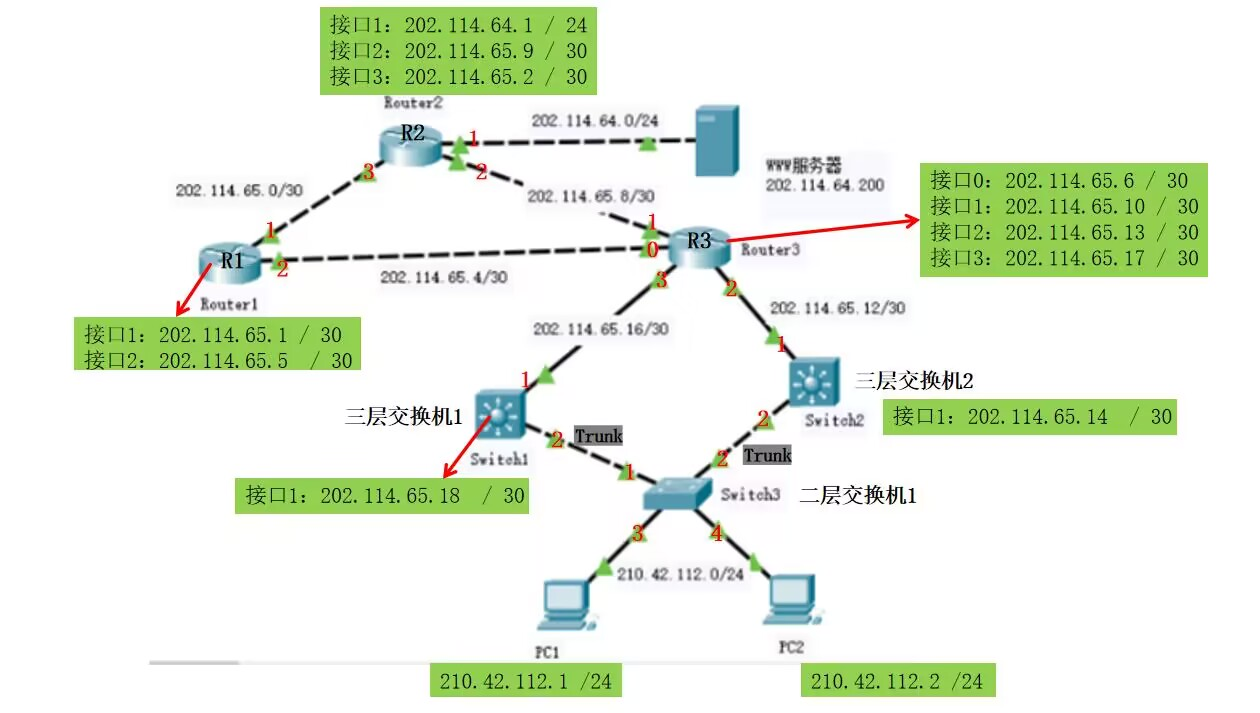 接口1: 202.114.64.1 / 24
接口2: 202.114.65.9 / 30
接口3: 202.114.65.2 / 30
Router2
R2
1
202.114.64.0/24
3
2
www服务器
202.114.64.200
202.114.65.0/30
202.114.65.8/30
接口0: 202.114.65.6 / 30
接口1: 202.114.65.10 / 30
接口2: 202.114.65.13 / 30
接口3: 202.114.65.17 / 30
1
1
R3
0
Router3
R1
2
202.114.65.4/30
3
2
Router1
202.114.65.12/30
接口1: 202.114.65.1 / 30
接口2: 202.114.65.5 / 30
202.114.65.16/30
1
1
三层交换机2
三层交换机1
接口1: 202.114.65.14 / 30
2
Switch2
2
Trunk
Trunk
Switch1
1
2
接口1: 202.114.65.18 / 30
Switch3
二层交换机1
3
4
210.42.112.0/24
PC1
PC2
210.42.112.1 /24
210.42.112.2 /24